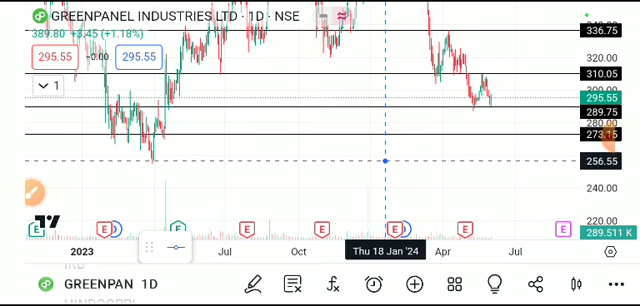 GREENPANEL INDUSTRIES LTD · 1D · NSE
389.80 +3.45 (+1.18%)
295.55 -0.00 295.55
1
336.75
320.00
310.05
295.55
289.75
280.00
273.15
256.55
240.00
220.00
289.511 K
E E D E E E E D E E
2023 Jul Oct Thu 18 Jan '24 Apr Jul
GREENPAN 1D